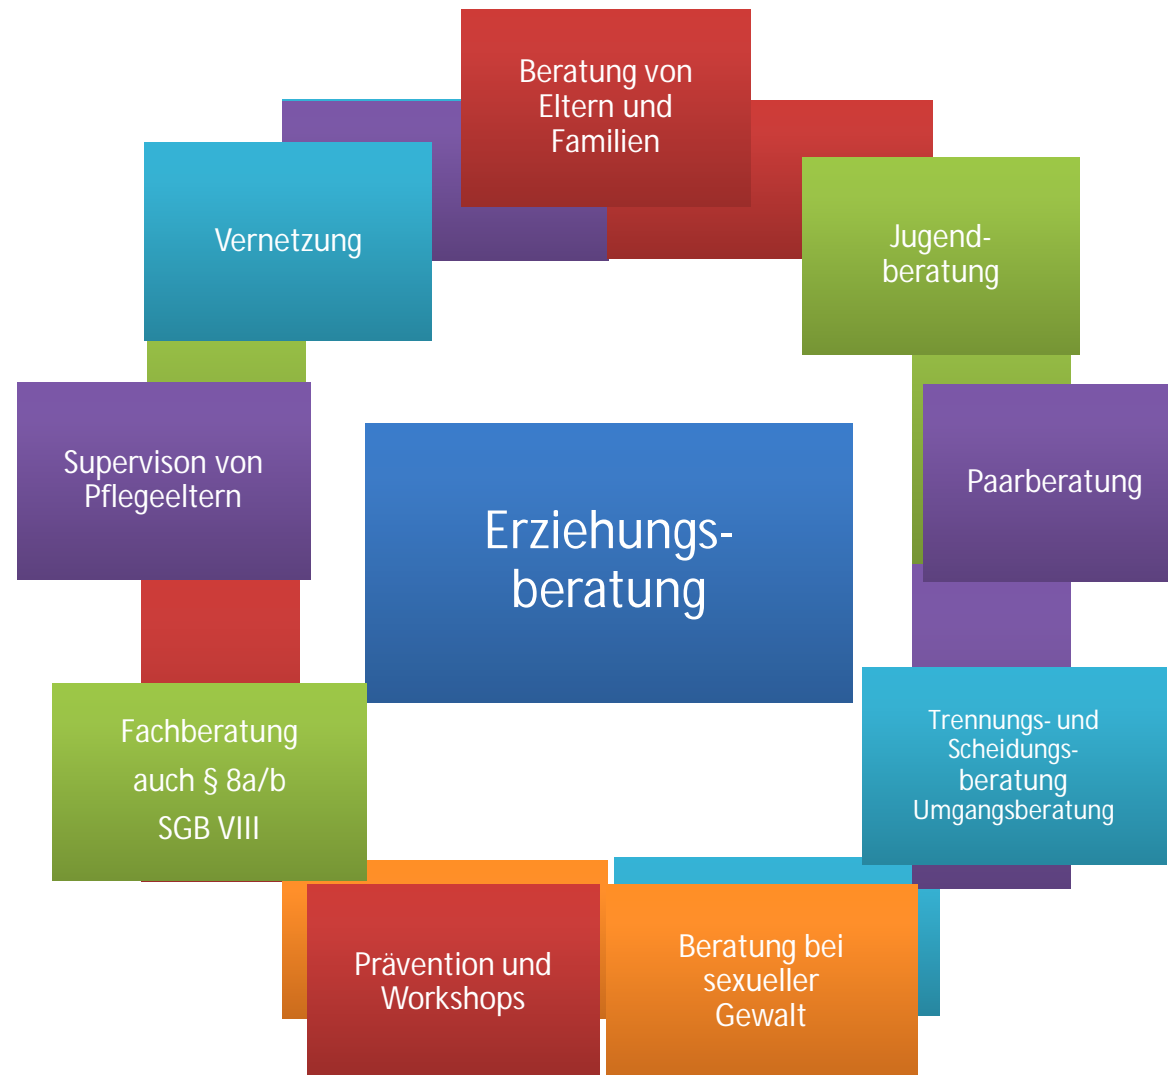 Beratung von
Eltern und
Familien
Jugend-
beratung
Paarberatung
Trennungs- und
Scheidungs-
beratung
Umgangsberatung
Beratung bei
sexueller
Gewalt
Prävention und
Workshops
Fachberatung
auch § 8a/b
SGB VIII
Supervison von
Pflegeeltern
Vernetzung
Erziehungs-
beratung